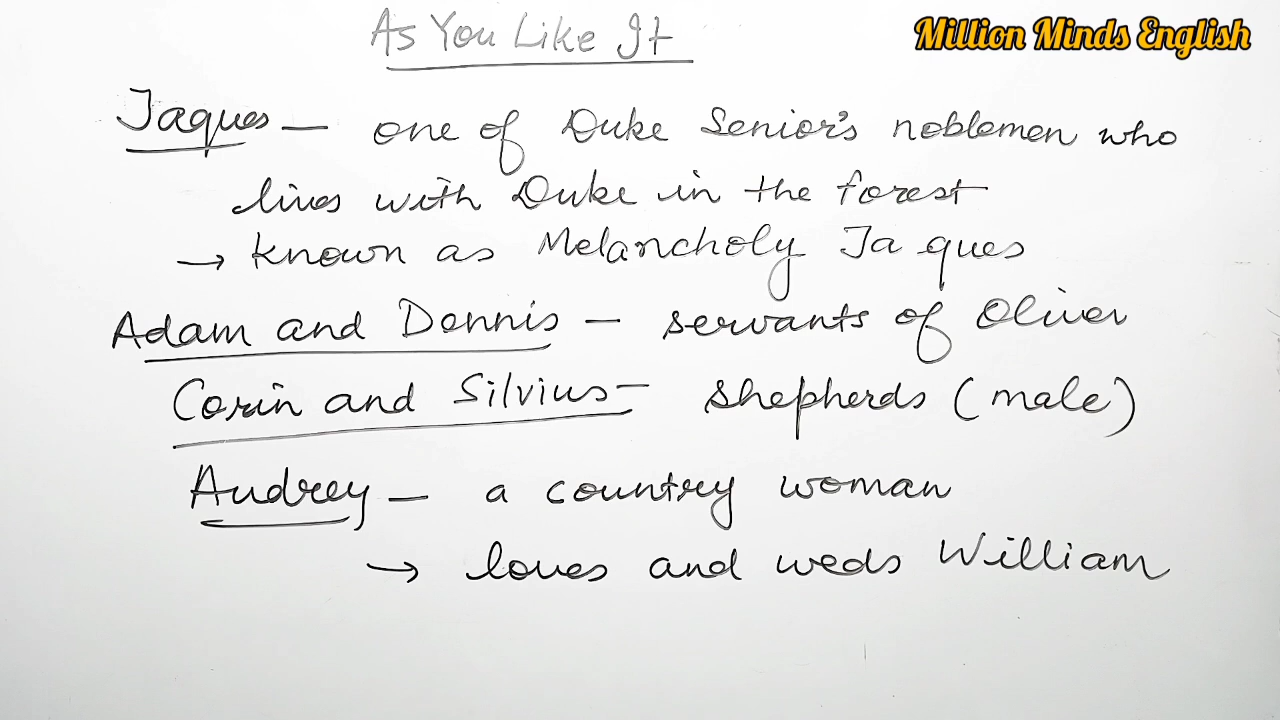 As You Like It
Million Minds English
Jaques - one of Duke Senior's noblemen who
lives with Duke in the forest
→ known as Melancholy Jaques
Adam and Dennis - servants of Oliver
Corin and Silvius - shepherds (male)
Audrey - a country woman
→ loves and weds William